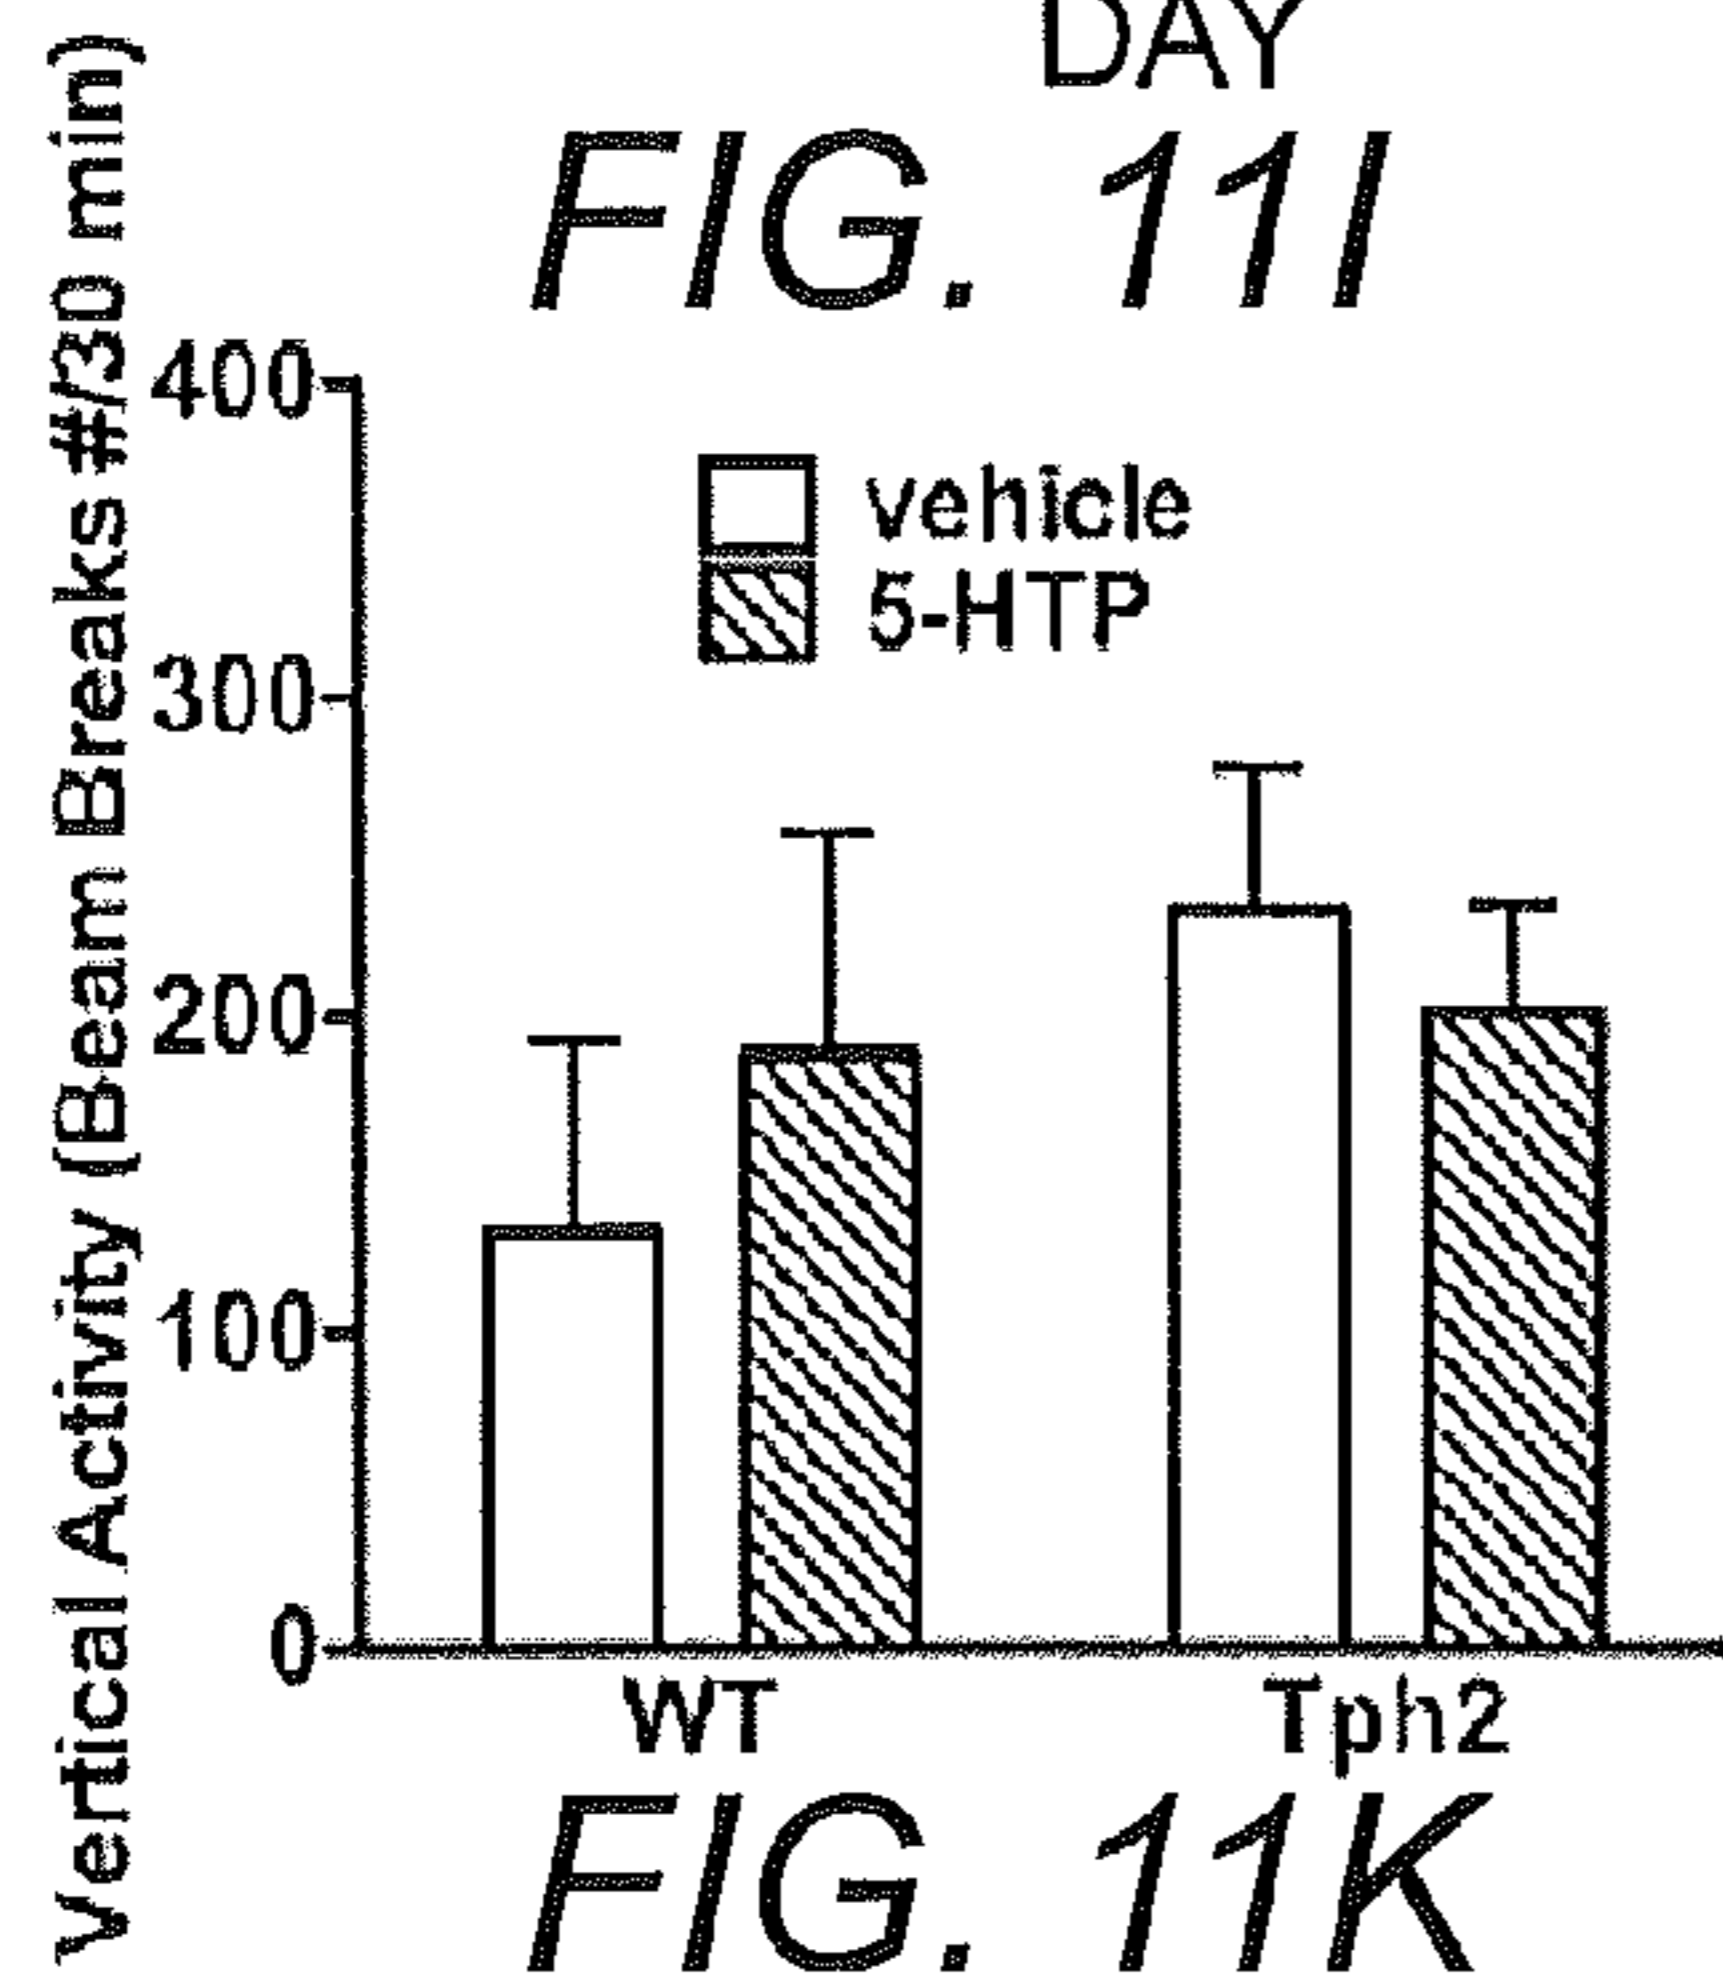 DAY
FIG. 11I
Vertical Activity (Beam Breaks #/30 min)
400
300
200
100
0
vehicle
5-HTP
WT
Tph2
FIG. 11K